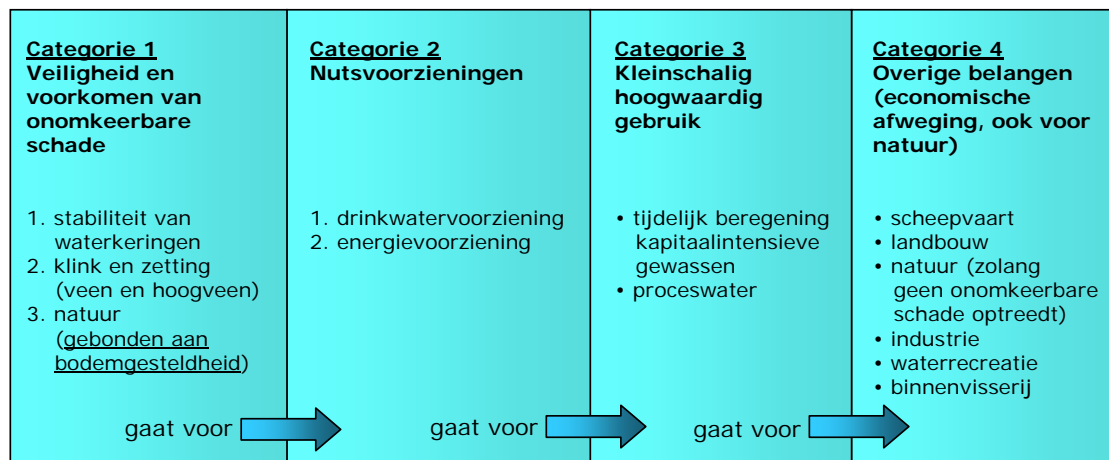 Categorie 1
Veiligheid en
voorkomen van
onomkeerbare
schade
1. stabiliteit van
waterkeringen
2. klink en zetting
(veen en hoogveen)
3. natuur
(gebonden aan
bodemgesteldheid)
gaat voor
Categorie 2
Nutsvoorzieningen
1. drinkwatervoorziening
2. energievoorziening
gaat voor
Categorie 3
Kleinschalig
hoogwaardig
gebruik
• tijdelijk beregening
kapitaalintensieve
gewassen
• proceswater
gaat voor
Categorie 4
Overige belangen
(economische
afweging, ook voor
natuur)
• scheepvaart
• landbouw
• natuur (zolang
geen onomkeerbare
schade optreedt)
• industrie
• waterrecreatie
• binnenvisserij